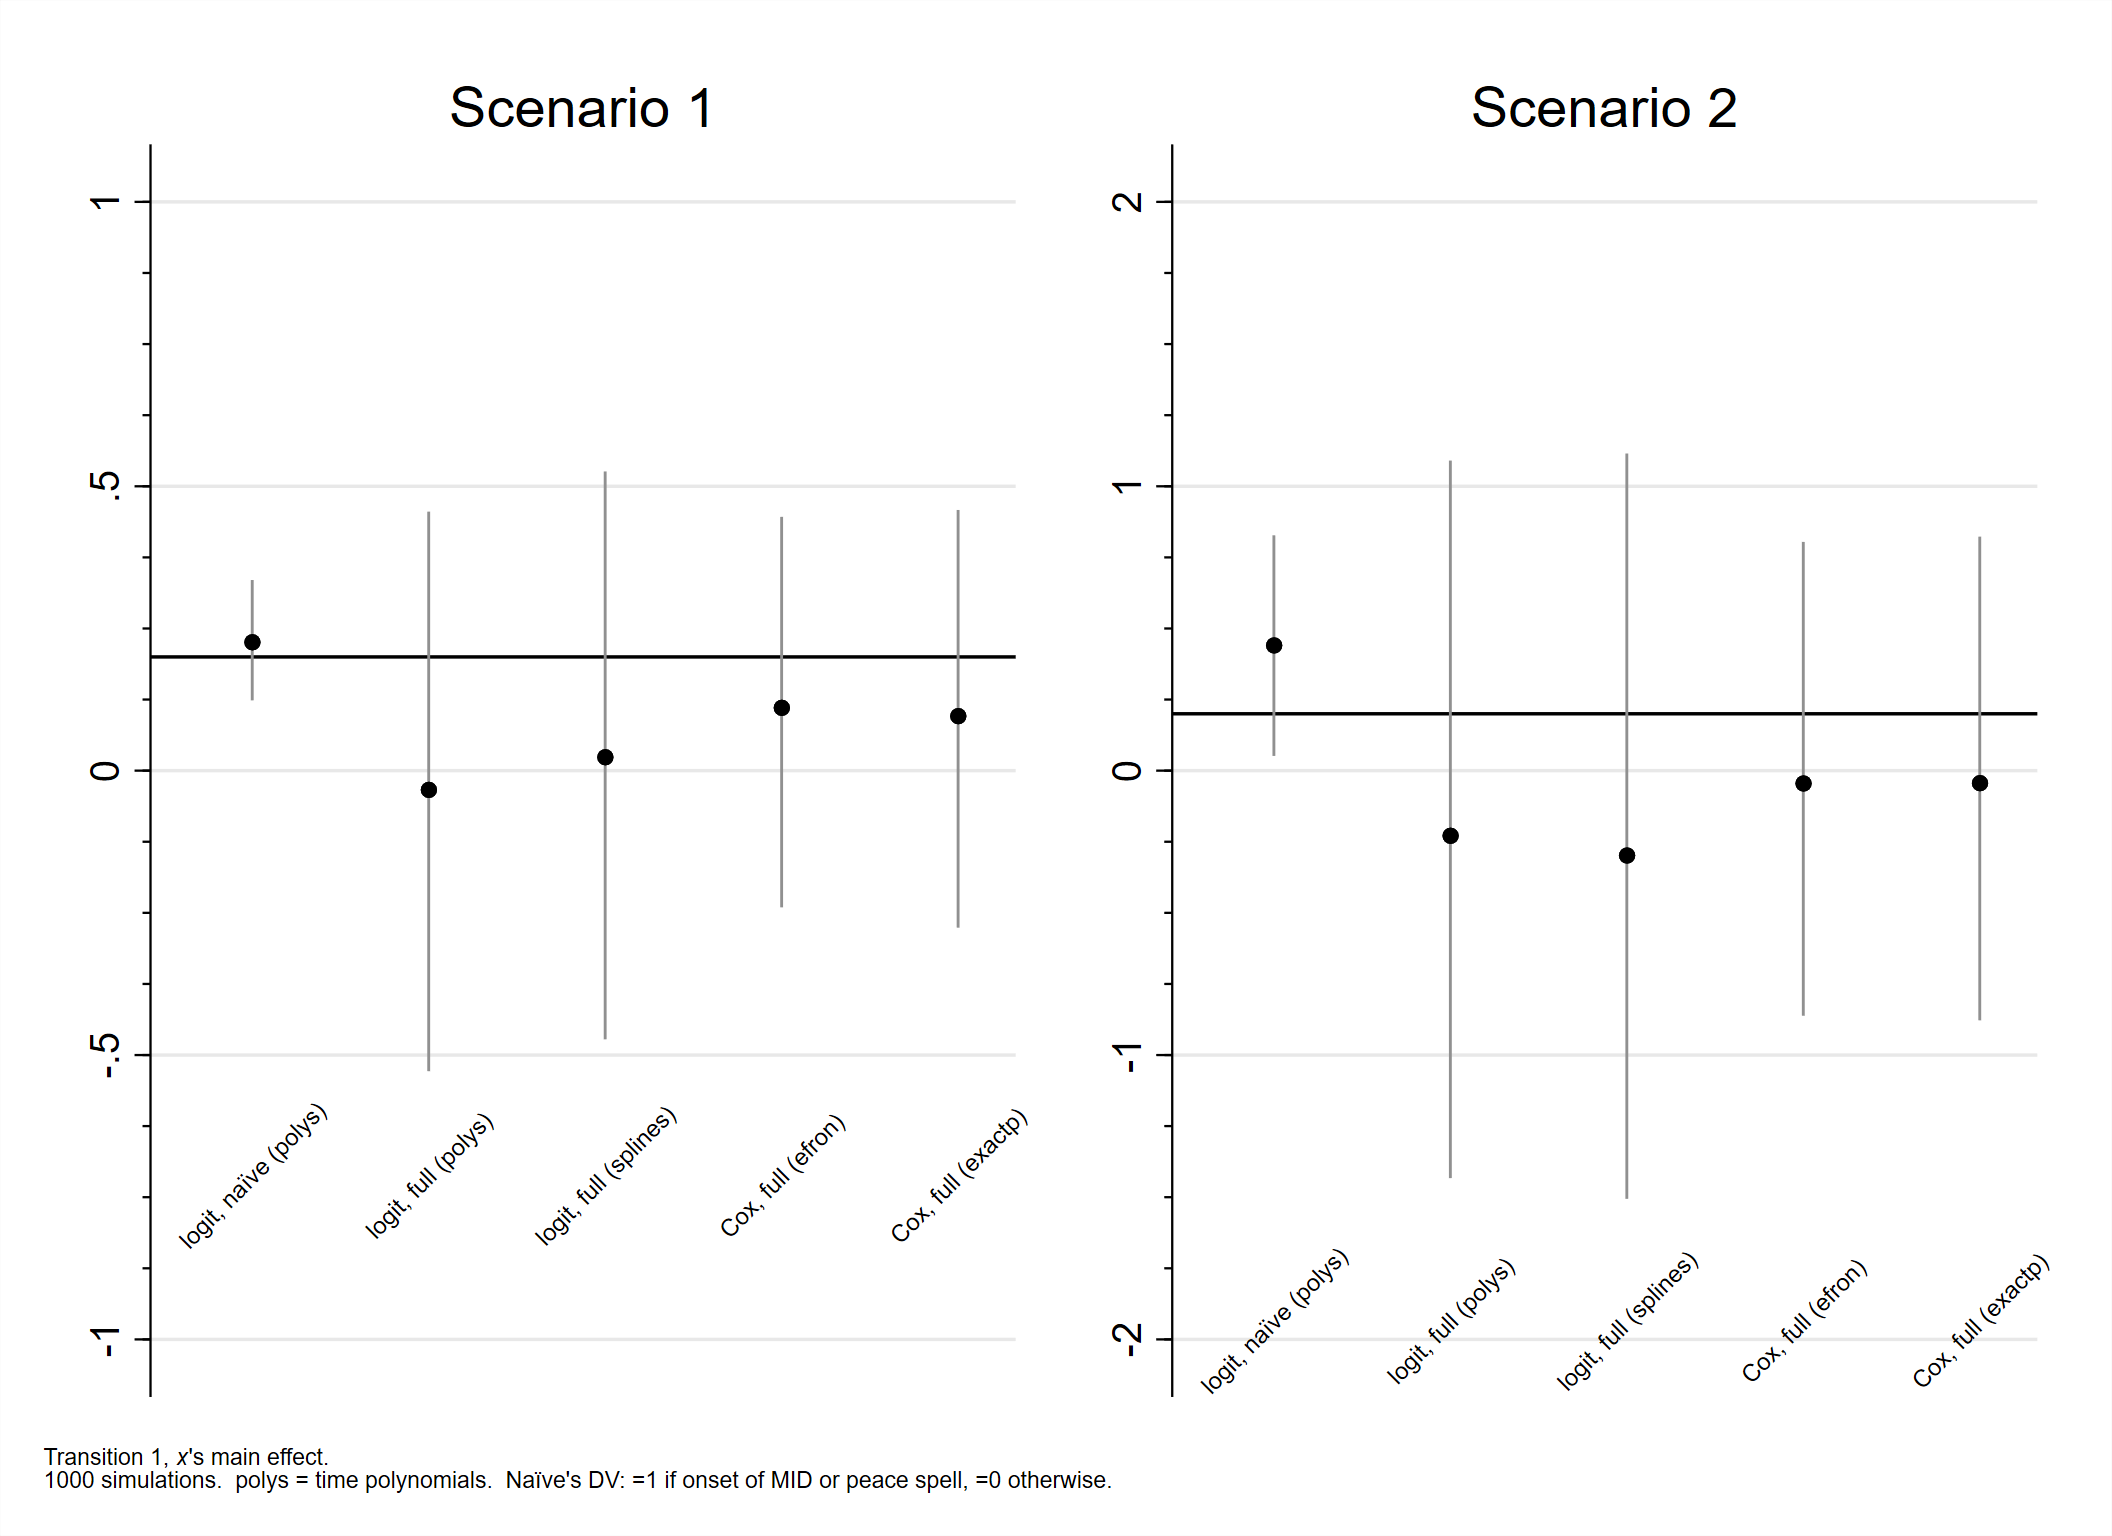 Scenario 1
1
.5
0
-.5
-1
logit, naïve (polys)
logit, full (polys)
logit, full (splines)
Cox, full (efron)
Cox, full (exactp)
Scenario 2
2
1
0
-1
-2
logit, naïve (polys)
logit, full (polys)
logit, full (splines)
Cox, full (efron)
Cox, full (exactp)
Transition 1, x's main effect.
1000 simulations.  polys = time polynomials.  Naïve's DV: =1 if onset of MID or peace spell, =0 otherwise.